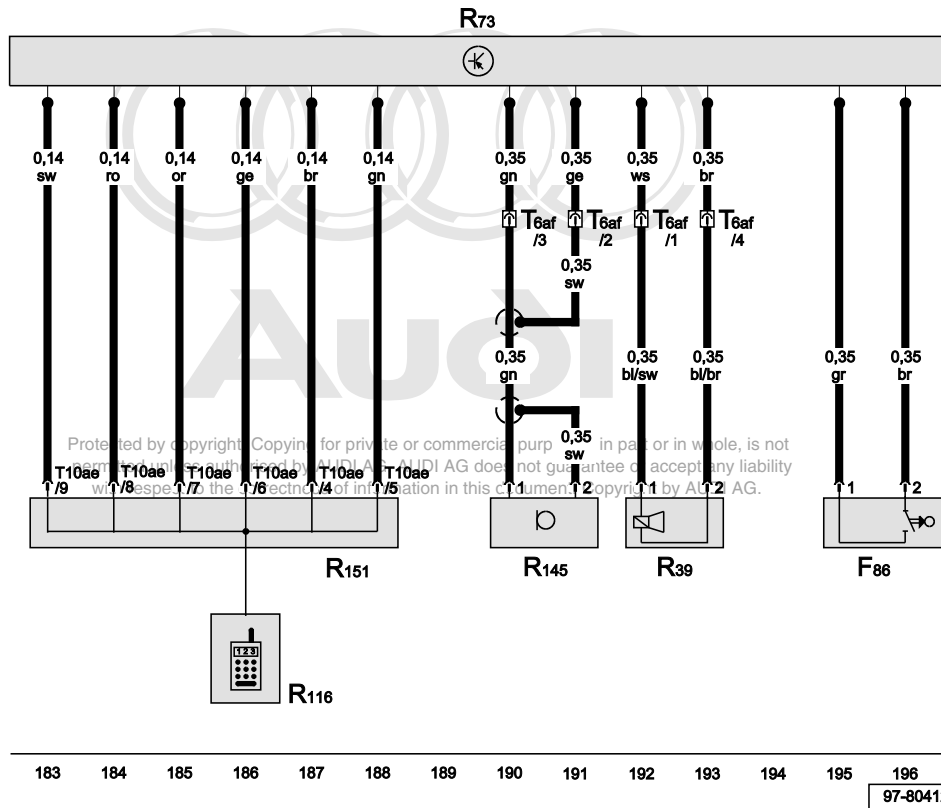 R73
0,14 0,14 0,14 0,14 0,14 0,14 0,35 0,35 0,35 0,35
sw ro or ge br gn gn ge ws br
T6af T6af T6af T6af
/3 /2 /1 /4
0,35
sw
Audi
0,35 0,35 0,35 0,35 0,35
gn bl/sw bl/br gr br
0,35
sw
Protected by copyright. Copying for private or commercial purp in part or in whole, is not
permitted unless authorised by AUDI AG. AUDI AG does not guarantee or accept any liability
with respect to the correctness of information in this document. Copyright by AUDI AG.
T10ae T10ae T10ae T10ae T10ae T10ae
/9 /8 /7 /6 /4 /5 1 2 1 2 1 2
R151 R145 R39 F86
1 2 3
R116
183 184 185 186 187 188 189 190 191 192 193 194 195 196